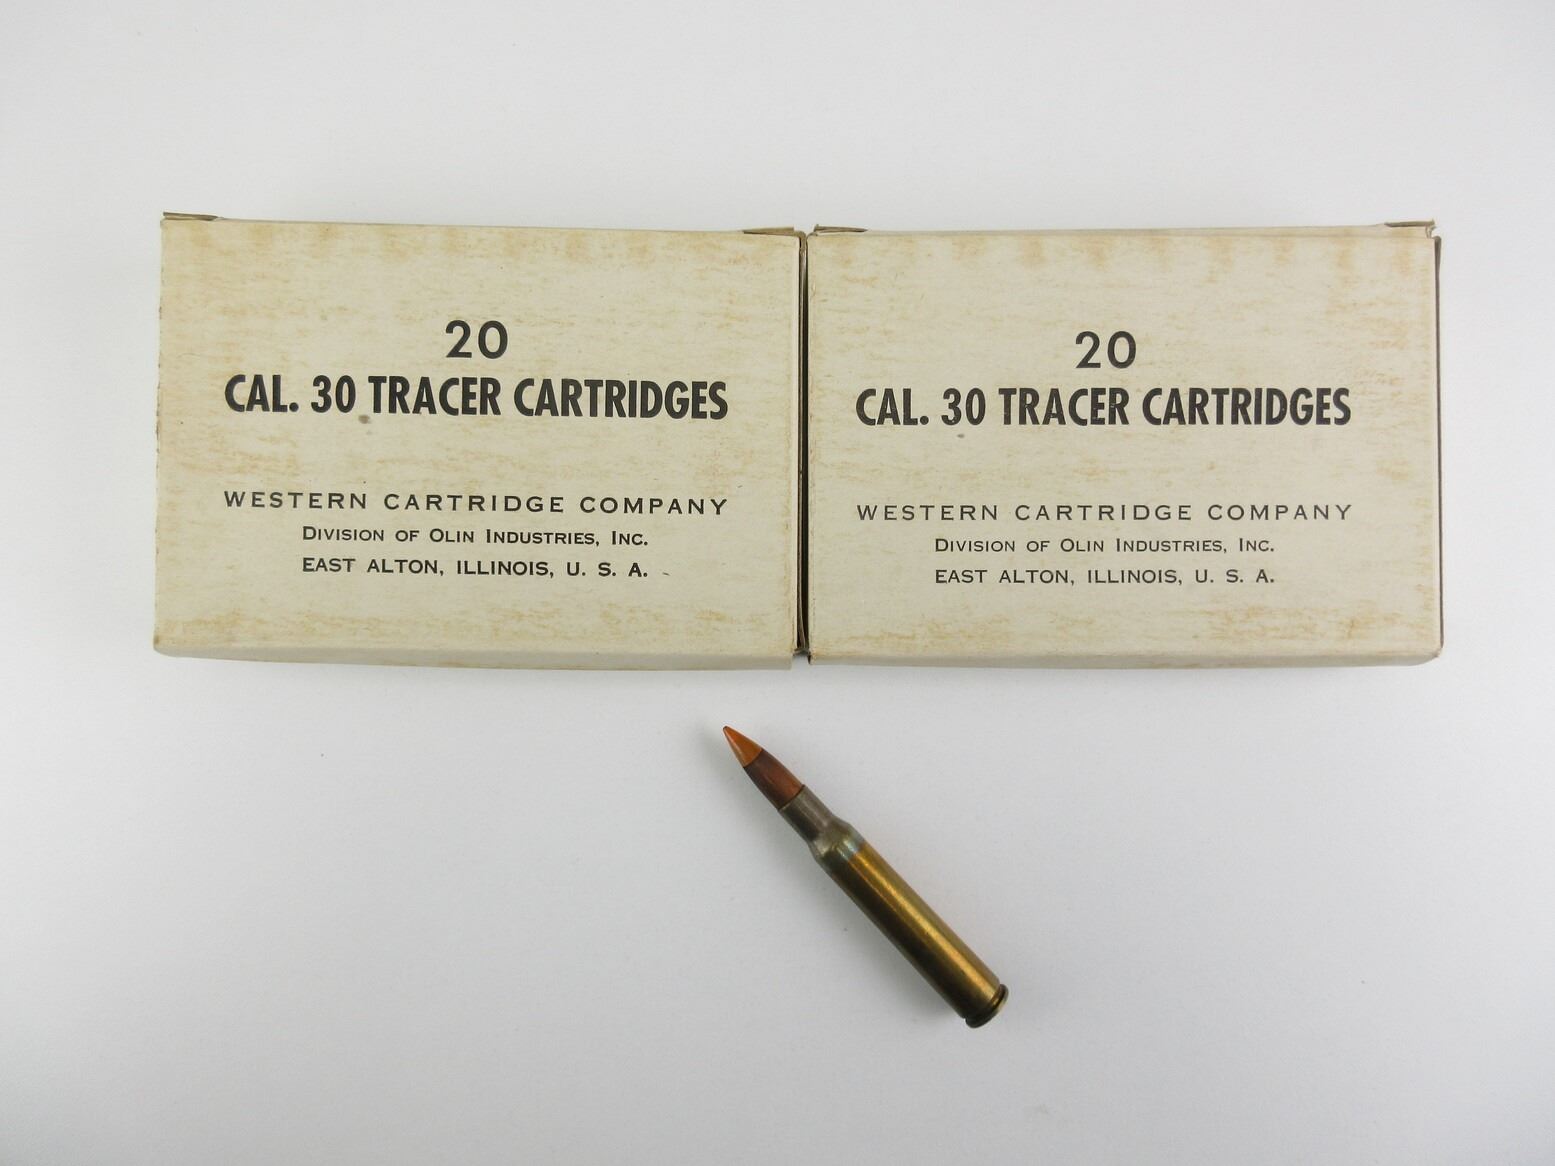 20
CAL. 30 TRACER CARTRIDGES
WESTERN CARTRIDGE COMPANY
DIVISION OF OLIN INDUSTRIES, INC.
EAST ALTON, ILLINOIS, U. S. A.
20
CAL. 30 TRACER CARTRIDGES
WESTERN CARTRIDGE COMPANY
DIVISION OF OLIN INDUSTRIES, INC.
EAST ALTON, ILLINOIS, U. S. A.